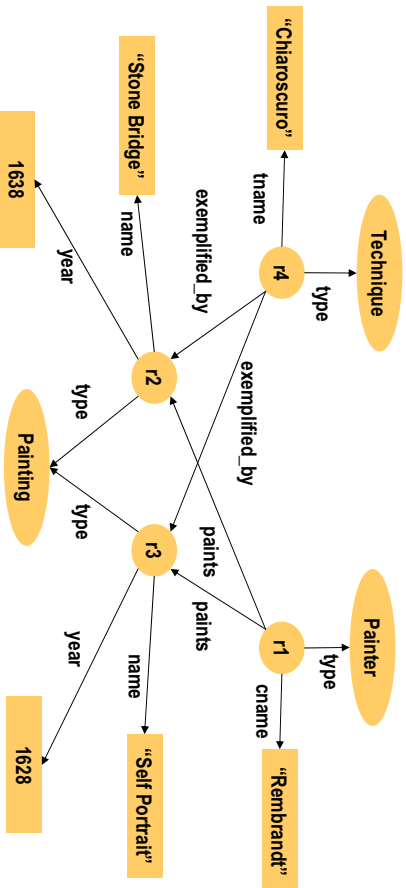 Technique
Painter
type
type
“Chiaroscuro”
tname
r4
r1
cname
“Rembrandt”
exemplified_by
exemplified_by
paints
paints
“Stone Bridge”
name
r2
r3
name
“Self Portrait”
1638
year
type
type
year
1628
Painting